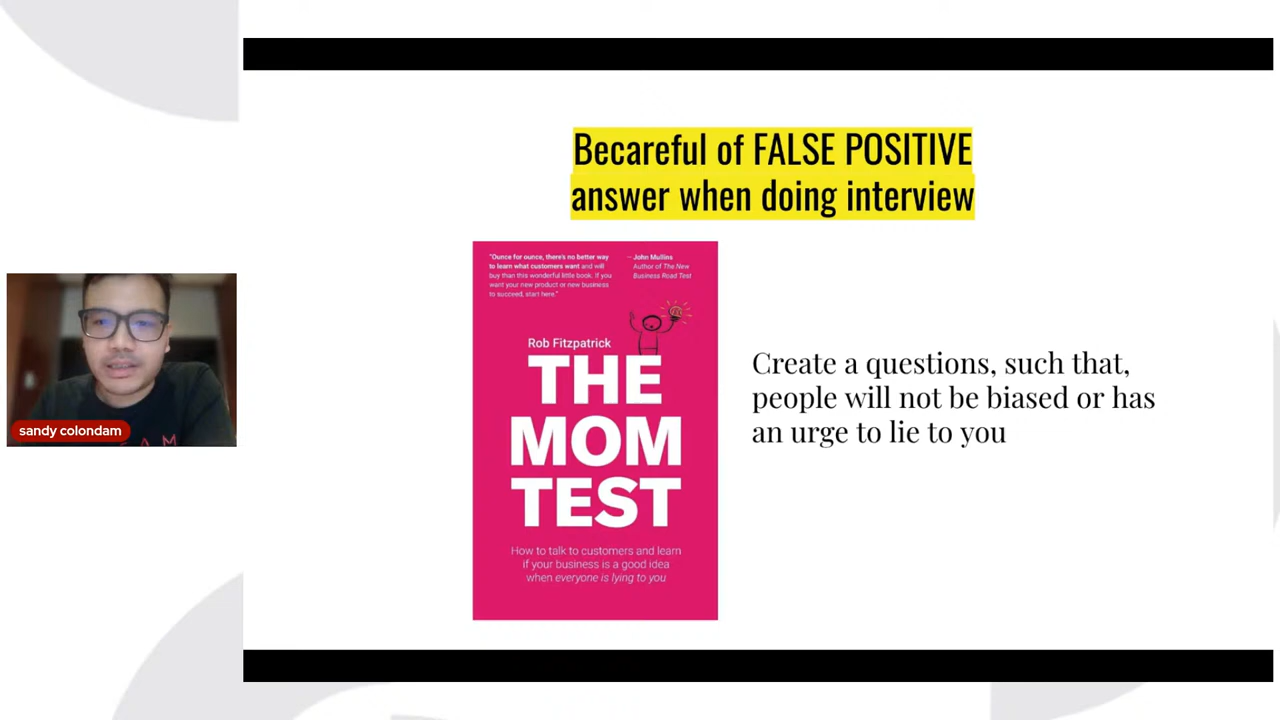 Becareful of FALSE POSITIVE
answer when doing interview
"Ounce for ounce, there's no better way
to learn what customers want and will
buy than this wonderful little book. If you
want your new product or new business
to succeed, start here."
— John Mullins
Author of The New
Business Road Test
Rob Fitzpatrick
THE
MOM
TEST
How to talk to customers and learn
if your business is a good idea
when everyone is lying to you
Create a questions, such that,
people will not be biased or has
an urge to lie to you
sandy colondam